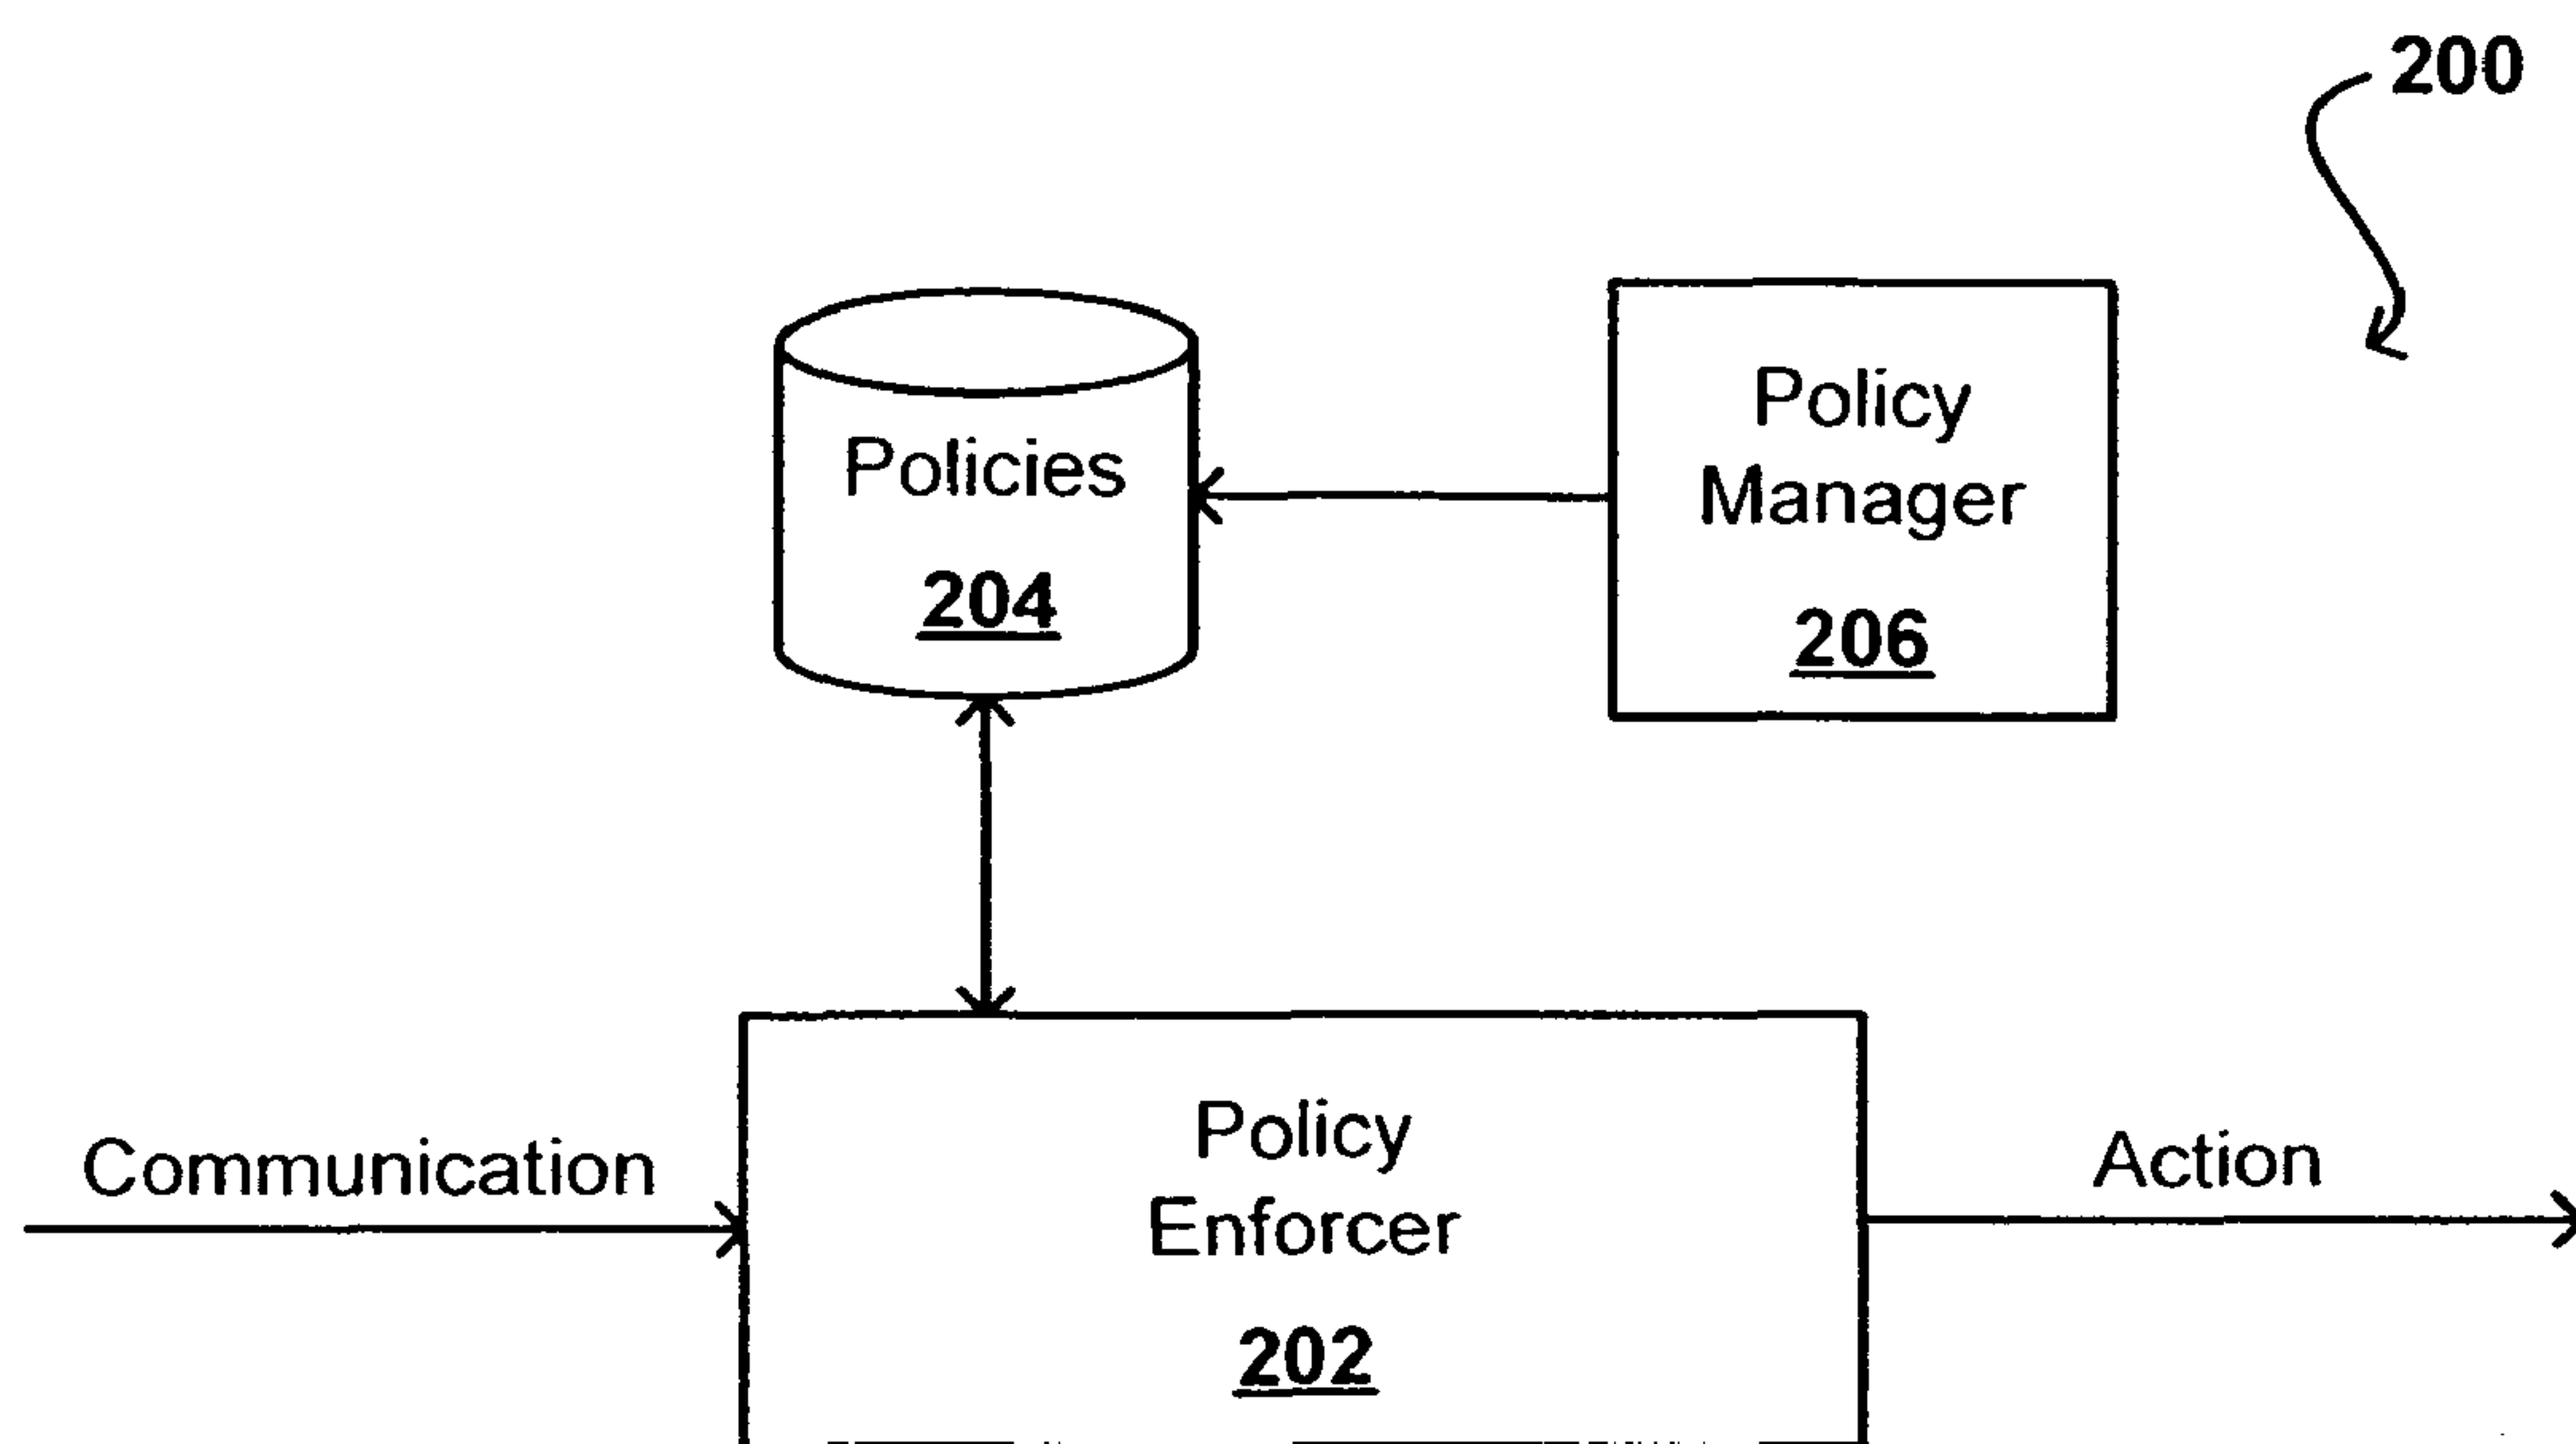 200
Policies
204
Policy
Manager
206
Communication
Policy
Enforcer
202
Action